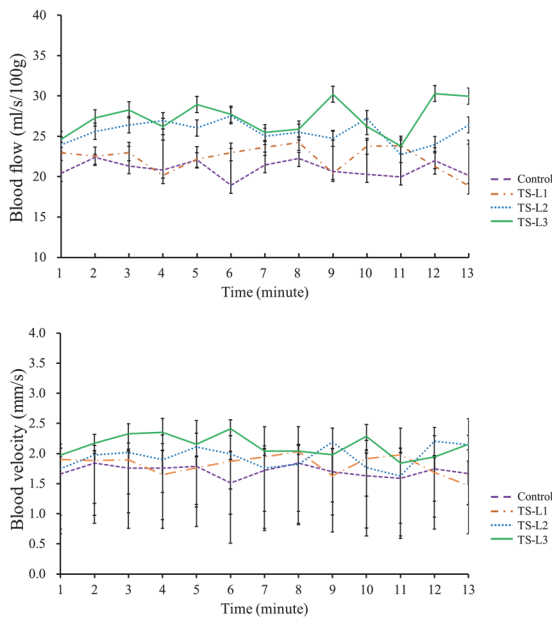 40
35
30
25
20
15
10
Blood flow (ml/s/100g)
1 2 3 4 5 6 7 8 9 10 11 12 13
Time (minute)
Control
TS-L1
TS-L2
TS-L3
4.0
3.5
3.0
2.5
2.0
1.5
1.0
0.5
0.0
Blood velocity (mm/s)
1 2 3 4 5 6 7 8 9 10 11 12 13
Time (minute)
Control
TS-L1
TS-L2
TS-L3